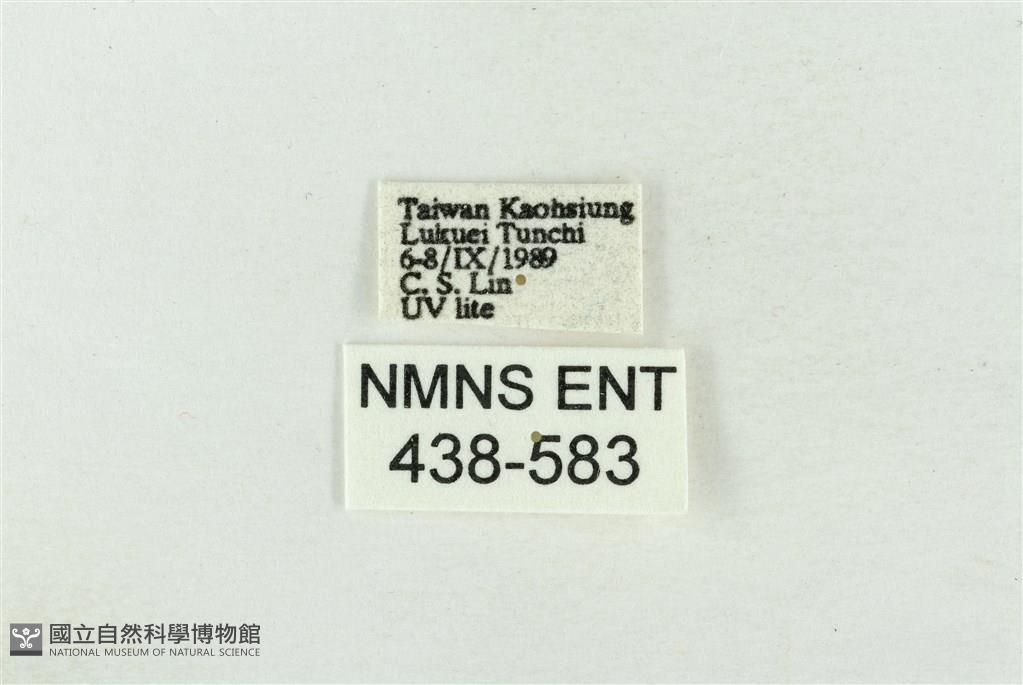 Taiwan Kaohsiung
Lukuei Tunchi
6-8/IX/1989
C. S. Lin
UV lite
NMNS ENT
438-583
國立自然科學博物館
NATIONAL MUSEUM OF NATURAL SCIENCE